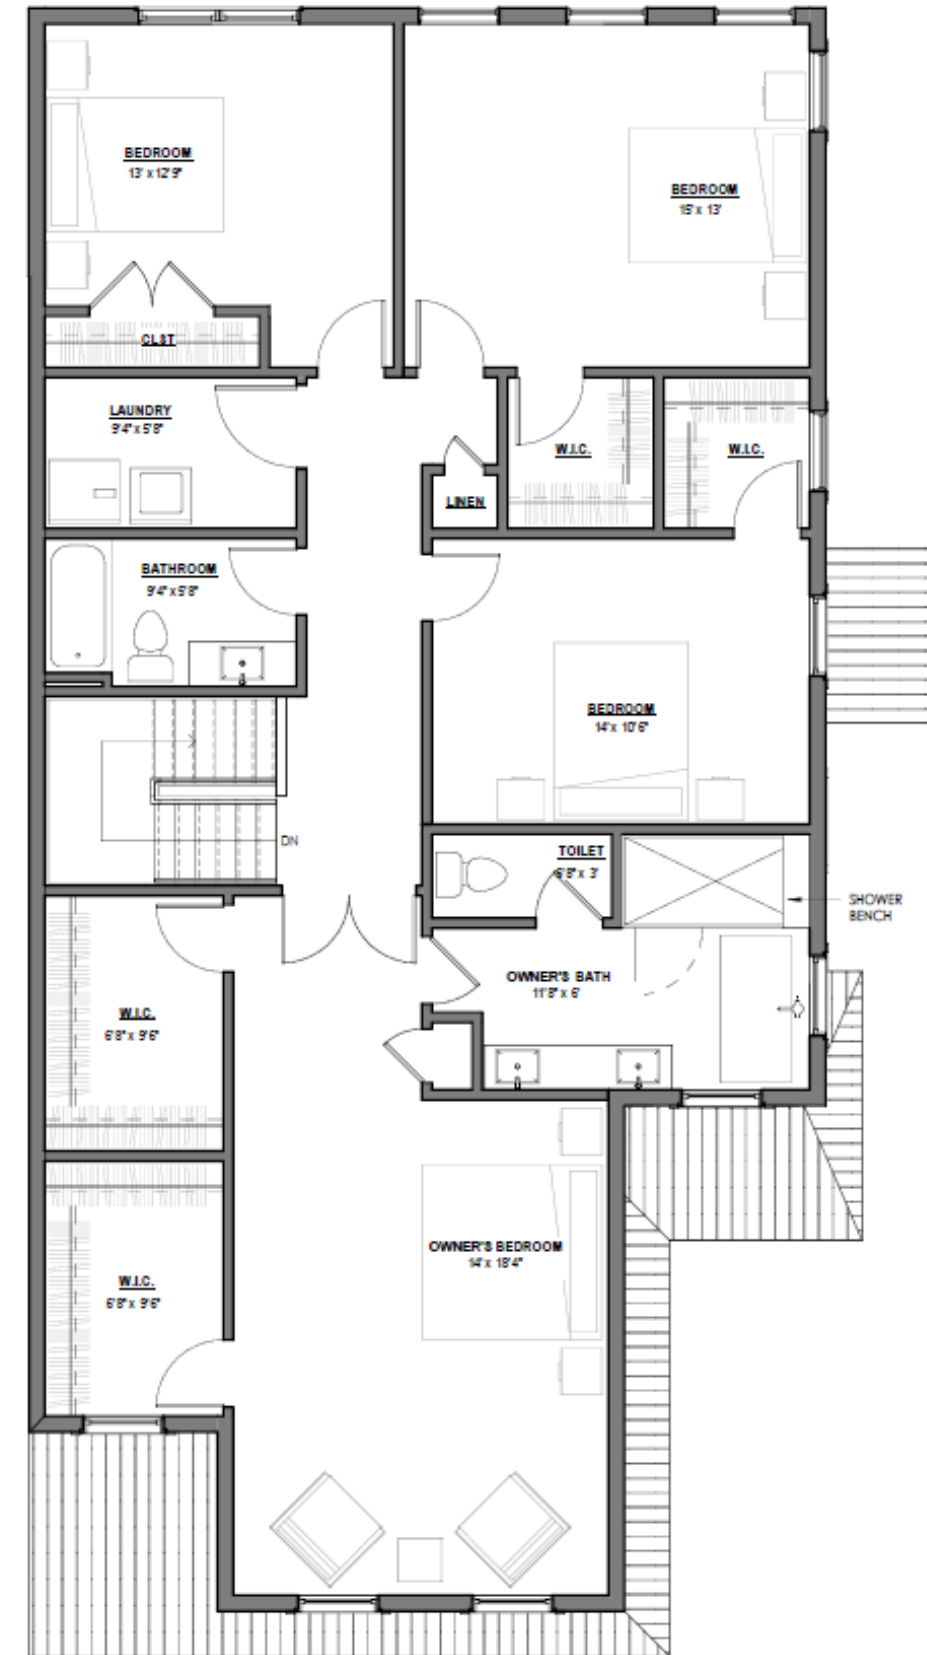 BEDROOM
13' x 12'9"
BEDROOM
15' x 13'
CLST
LAUNDRY
9'4" x 5'8"
W.I.C.
W.I.C.
LINEN
BATHROOM
9'4" x 5'8"
BEDROOM
14' x 10'6"
DN
TOILET
5'8" x 3'
SHOWER
BENCH
OWNER'S BATH
11'8" x 6'
W.I.C.
6'8" x 9'6"
OWNER'S BEDROOM
14' x 18'4"
W.I.C.
6'8" x 9'6"